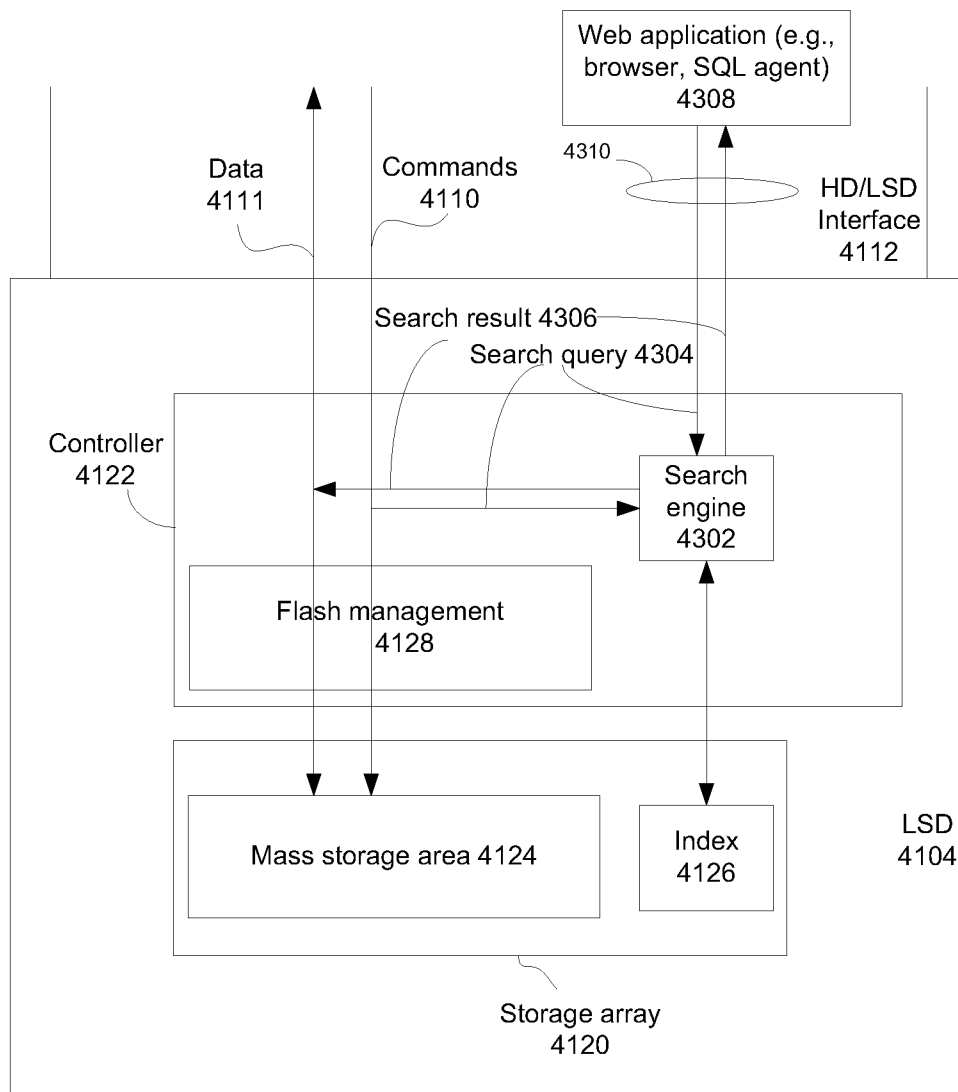 Web application (e.g.,
browser, SQL agent)
4308
4310
Data
4111
Commands
4110
HD/LSD
Interface
4112
Search result 4306
Search query 4304
Controller
4122
Search
engine
4302
Flash management
4128
Mass storage area 4124
Index
4126
LSD
4104
Storage array
4120